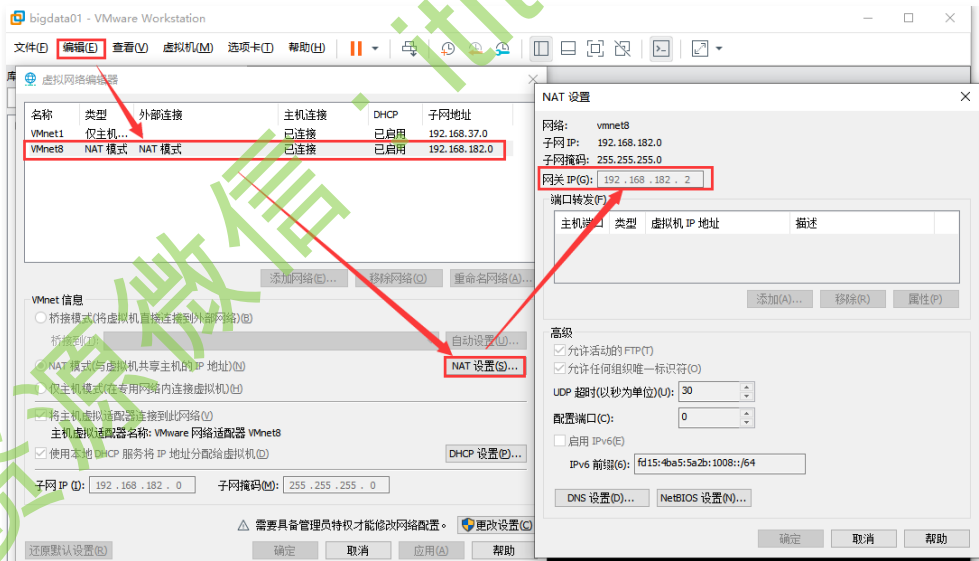 bigdata01 - VMware Workstation
文件(F) 编辑(E) 查看(V) 虚拟机(M) 选项卡(T) 帮助(H)
库
虚拟网络编辑器
名称 类型 外部连接 主机连接 DHCP 子网地址
VMnet1 仅主机... 已连接 已启用 192.168.37.0
VMnet8 NAT 模式 NAT 模式 已连接 已启用 192.168.182.0
添加网络(E)... 移除网络(O) 重命名网络(A)...
VMnet 信息
桥接模式(将虚拟机直接连接到外部网络)(B)
桥接到(T): 自动设置(U)...
NAT 模式(与虚拟机共享主机的 IP 地址)(N) NAT 设置(S)...
仅主机模式(在专用网络内连接虚拟机)(H)
将主机虚拟适配器连接到此网络(V)
主机虚拟适配器名称: VMware 网络适配器 VMnet8
使用本地 DHCP 服务将 IP 地址分配给虚拟机(D) DHCP 设置(P)...
子网 IP (I): 192 . 168 . 182 . 0 子网掩码(M): 255 . 255 . 255 . 0
需要具备管理员特权才能修改网络配置。 更改设置(C)
还原默认设置(R) 确定 取消 应用(A) 帮助
NAT 设置
网络: vmnet8
子网 IP: 192.168.182.0
子网掩码: 255.255.255.0
网关 IP(G): 192 . 168 . 182 . 2
端口转发(F)
主机端口 类型 虚拟机 IP 地址 描述
添加(A)... 移除(R) 属性(P)
高级
允许活动的 FTP(T)
允许任何组织唯一标识符(O)
UDP 超时(以秒为单位)(U): 30
配置端口(C): 0
启用 IPv6(E)
IPv6 前缀(6): fd15:4ba5:5a2b:1008::/64
DNS 设置(D)... NetBIOS 设置(N)...
确定 取消 帮助
资源微信:it